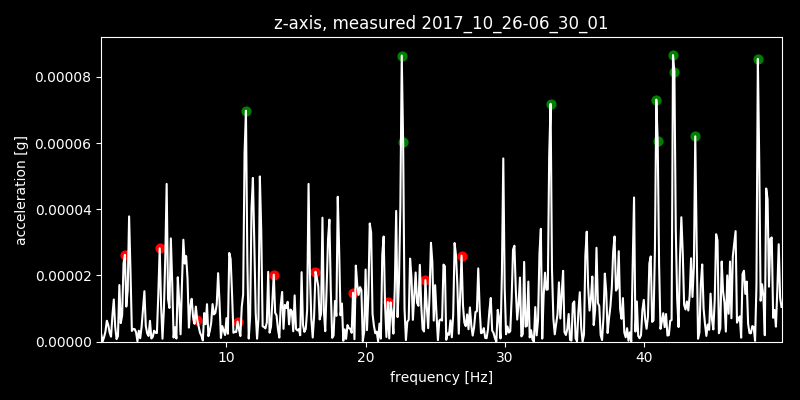 z-axis, measured 2017_10_26-06_30_01
0.00008
0.00006
0.00004
0.00002
0.00000
acceleration [g]
10 20 30 40
frequency [Hz]